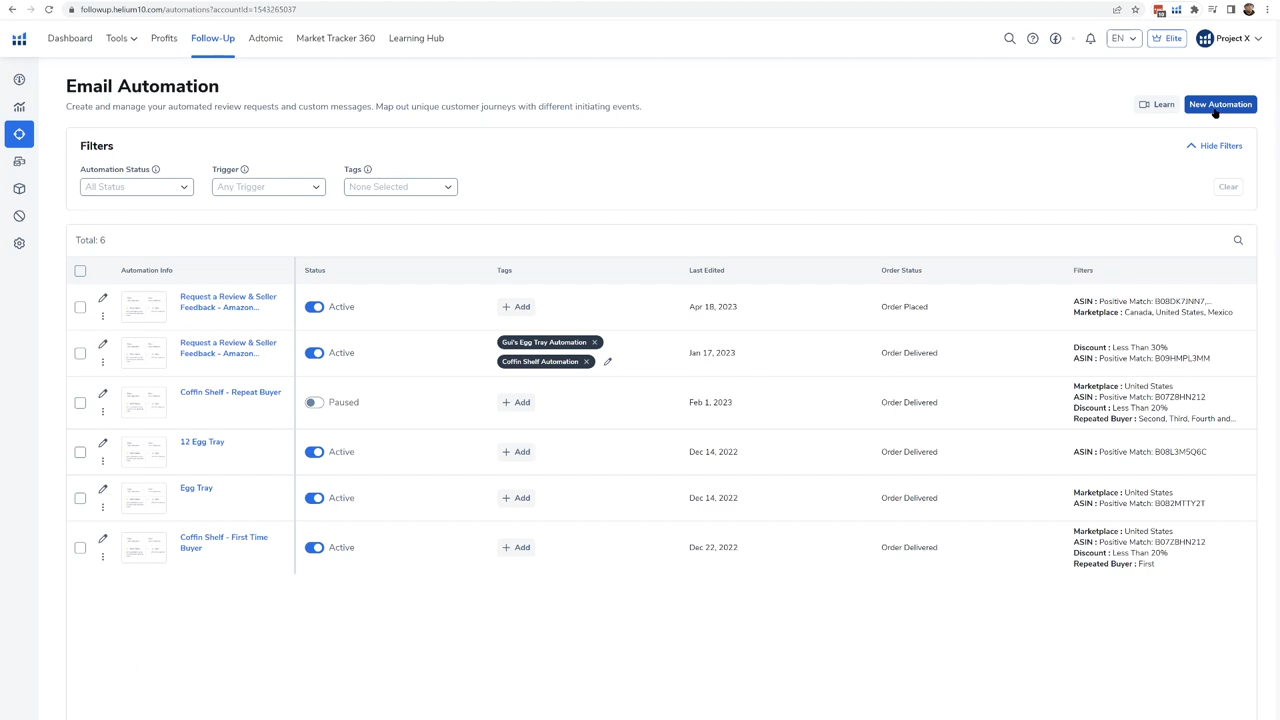 followup.helium10.com/automations?accountId=1543265037
Dashboard Tools Profits Follow-Up Adtomic Market Tracker 360 Learning Hub
EN Elite Project X
Email Automation
Create and manage your automated review requests and custom messages. Map out unique customer journeys with different initiating events.
Learn New Automation
Filters
Hide Filters
Automation Status Trigger Tags
All Status Any Trigger None Selected Clear
Total: 6
Automation Info Status Tags Last Edited Order Status Filters
Request a Review & Seller
Feedback - Amazon...
Active + Add Apr 18, 2023 Order Placed
ASIN : Positive Match: B08DK7JNN7,...
Marketplace : Canada, United States, Mexico
Request a Review & Seller
Feedback - Amazon...
Active
Gui's Egg Tray Automation
Coffin Shelf Automation
Jan 17, 2023 Order Delivered
Discount : Less Than 30%
ASIN : Positive Match: B09HMPL3MM
Coffin Shelf - Repeat Buyer
Paused + Add Feb 1, 2023 Order Delivered
Marketplace : United States
ASIN : Positive Match: B07Z8HN212
Discount : Less Than 20%
Repeated Buyer : Second, Third, Fourth and...
12 Egg Tray
Active + Add Dec 14, 2022 Order Delivered
ASIN : Positive Match: B08L3M5Q6C
Egg Tray
Active + Add Dec 14, 2022 Order Delivered
Marketplace : United States
ASIN : Positive Match: B082MTTY2T
Coffin Shelf - First Time
Buyer
Active + Add Dec 22, 2022 Order Delivered
Marketplace : United States
ASIN : Positive Match: B07Z8HN212
Discount : Less Than 20%
Repeated Buyer : First